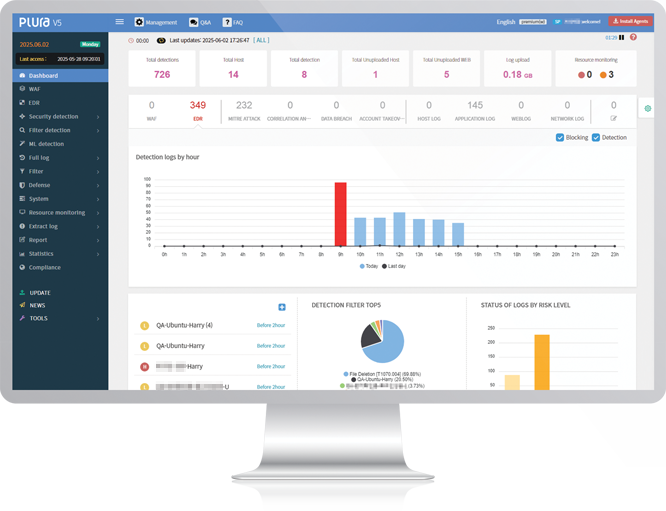 PLURA V5
Management
Q&A
FAQ
English
welcome!
Install Agents
2025.06.02
Monday
Last access :
2025-05-28 09:20:01
00:00
Last updates: 2025-06-02 17:26:47
[ ALL ]
Dashboard
WAF
EDR
Security detection
Filter detection
ML detection
Full log
Filter
Defense
System
Resource monitoring
Extract log
Report
Statistics
Compliance
UPDATE
NEWS
TOOLS
Total detections
726
Total Host
14
Total detection
8
Total Unuploaded Host
1
Total Unuploaded WEB
5
Log upload
0.18 GB
Resource monitoring
0 3
0
WAF
349
EDR
232
MITRE ATTACK
0
CORRELATION AN···
0
DATA BREACH
0
ACCOUNT TAKEOV···
0
HOST LOG
145
APPLICATION LOG
0
WEBLOG
0
NETWORK LOG
0
Blocking
Detection
Detection logs by hour
100
90
80
70
60
50
40
30
20
10
0
0h 1h 2h 3h 4h 5h 6h 7h 8h 9h 10h 11h 12h 13h 14h 15h 16h 17h 18h 19h 20h 21h 22h 23h
Today Last day
L QA-Ubuntu-Harry (4) Before 2hour
L QA-Ubuntu-Harry Before 2hour
H Harry Before 2hour
L -U Before 2hour
DETECTION FILTER TOP5
File Deletion [T1070.004]
QA-Ubuntu-Harry (20.50%)
(3.73%)
STATUS OF LOGS BY RISK LEVEL
250
200
150
100
50